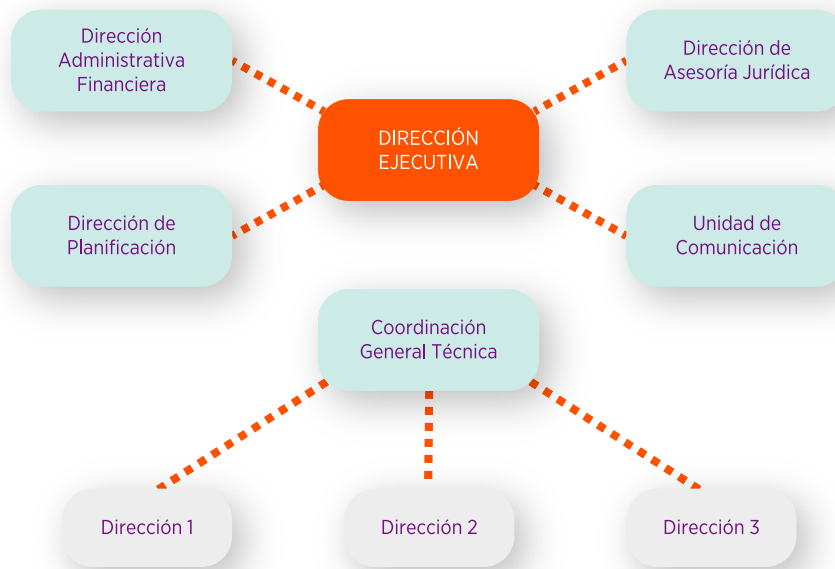 Dirección
Administrativa
Financiera
Dirección de
Asesoría Jurídica
DIRECCIÓN
EJECUTIVA
Dirección de
Planificación
Unidad de
Comunicación
Coordinación
General Técnica
Dirección 1
Dirección 2
Dirección 3